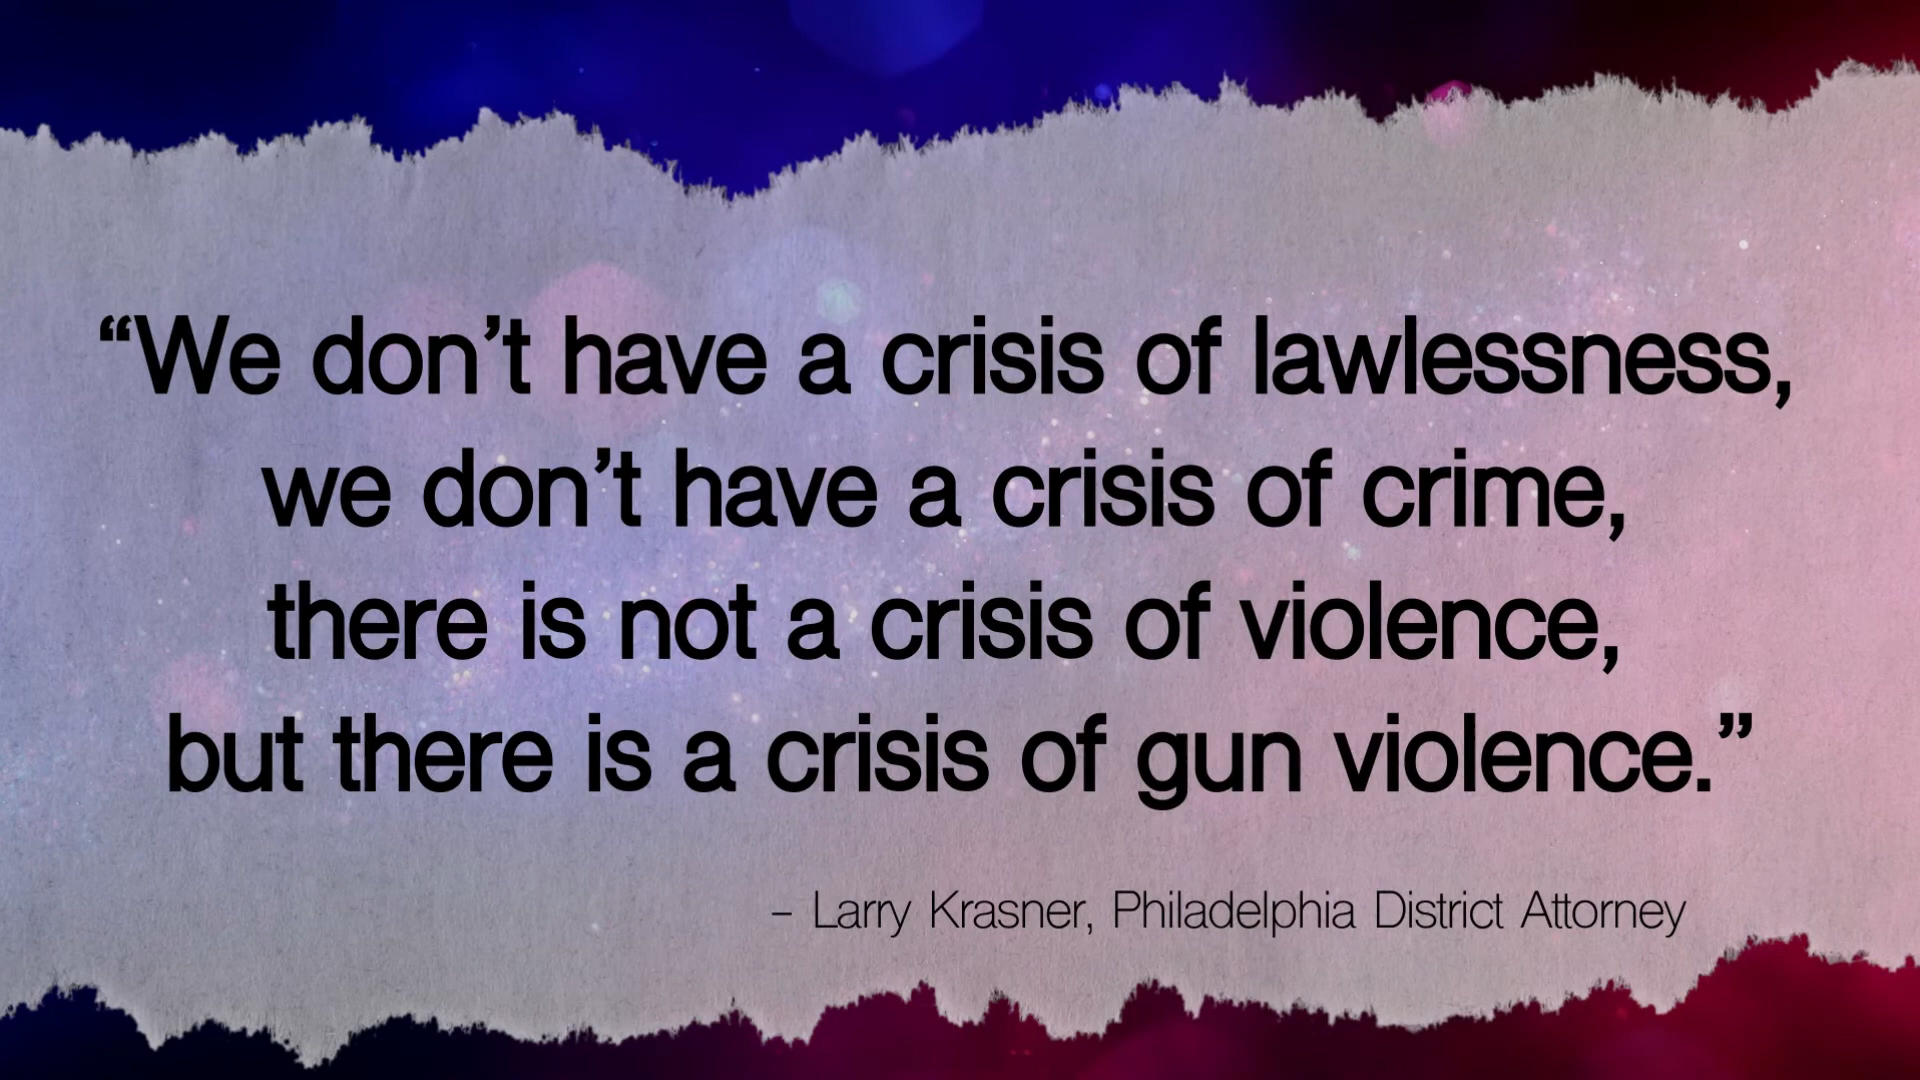 “We don’t have a crisis of lawlessness,
we don’t have a crisis of crime,
there is not a crisis of violence,
but there is a crisis of gun violence.”
– Larry Krasner, Philadelphia District Attorney